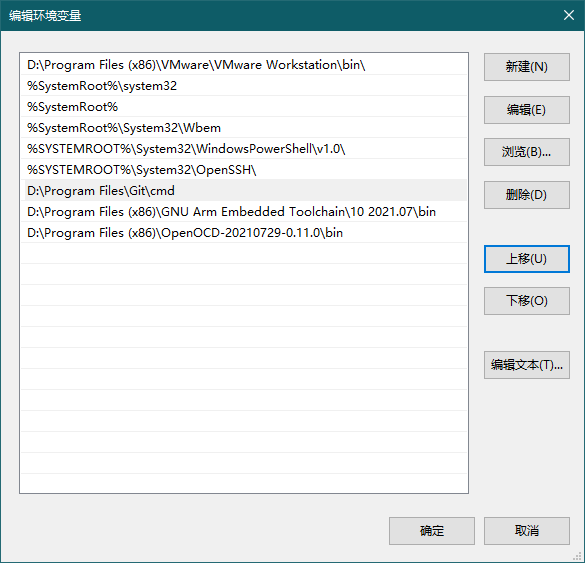 编辑环境变量
D:\Program Files (x86)\VMware\VMware Workstation\bin\
%SystemRoot%\system32
%SystemRoot%
%SystemRoot%\System32\Wbem
%SYSTEMROOT%\System32\WindowsPowerShell\v1.0\
%SYSTEMROOT%\System32\OpenSSH\
D:\Program Files\Git\cmd
D:\Program Files (x86)\GNU Arm Embedded Toolchain\10 2021.07\bin
D:\Program Files (x86)\OpenOCD-20210729-0.11.0\bin
新建(N)
编辑(E)
浏览(B)...
删除(D)
上移(U)
下移(O)
编辑文本(T)...
确定
取消